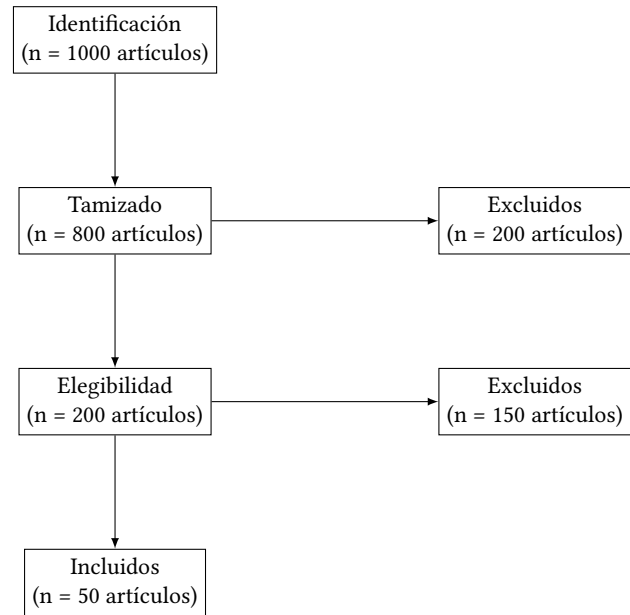 Identificación
(n = 1000 artículos)
Tamizado
(n = 800 artículos)
Excluidos
(n = 200 artículos)
Elegibilidad
(n = 200 artículos)
Excluidos
(n = 150 artículos)
Incluidos
(n = 50 artículos)